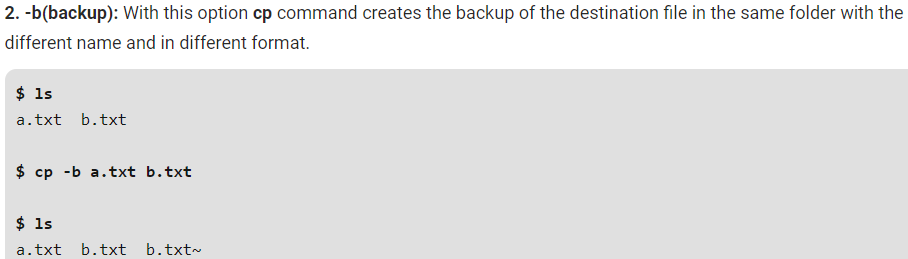 2. -b(backup): With this option cp command creates the backup of the destination file in the same folder with the
different name and in different format.
$ ls
a.txt  b.txt
$ cp -b a.txt b.txt
$ ls
a.txt  b.txt  b.txt~